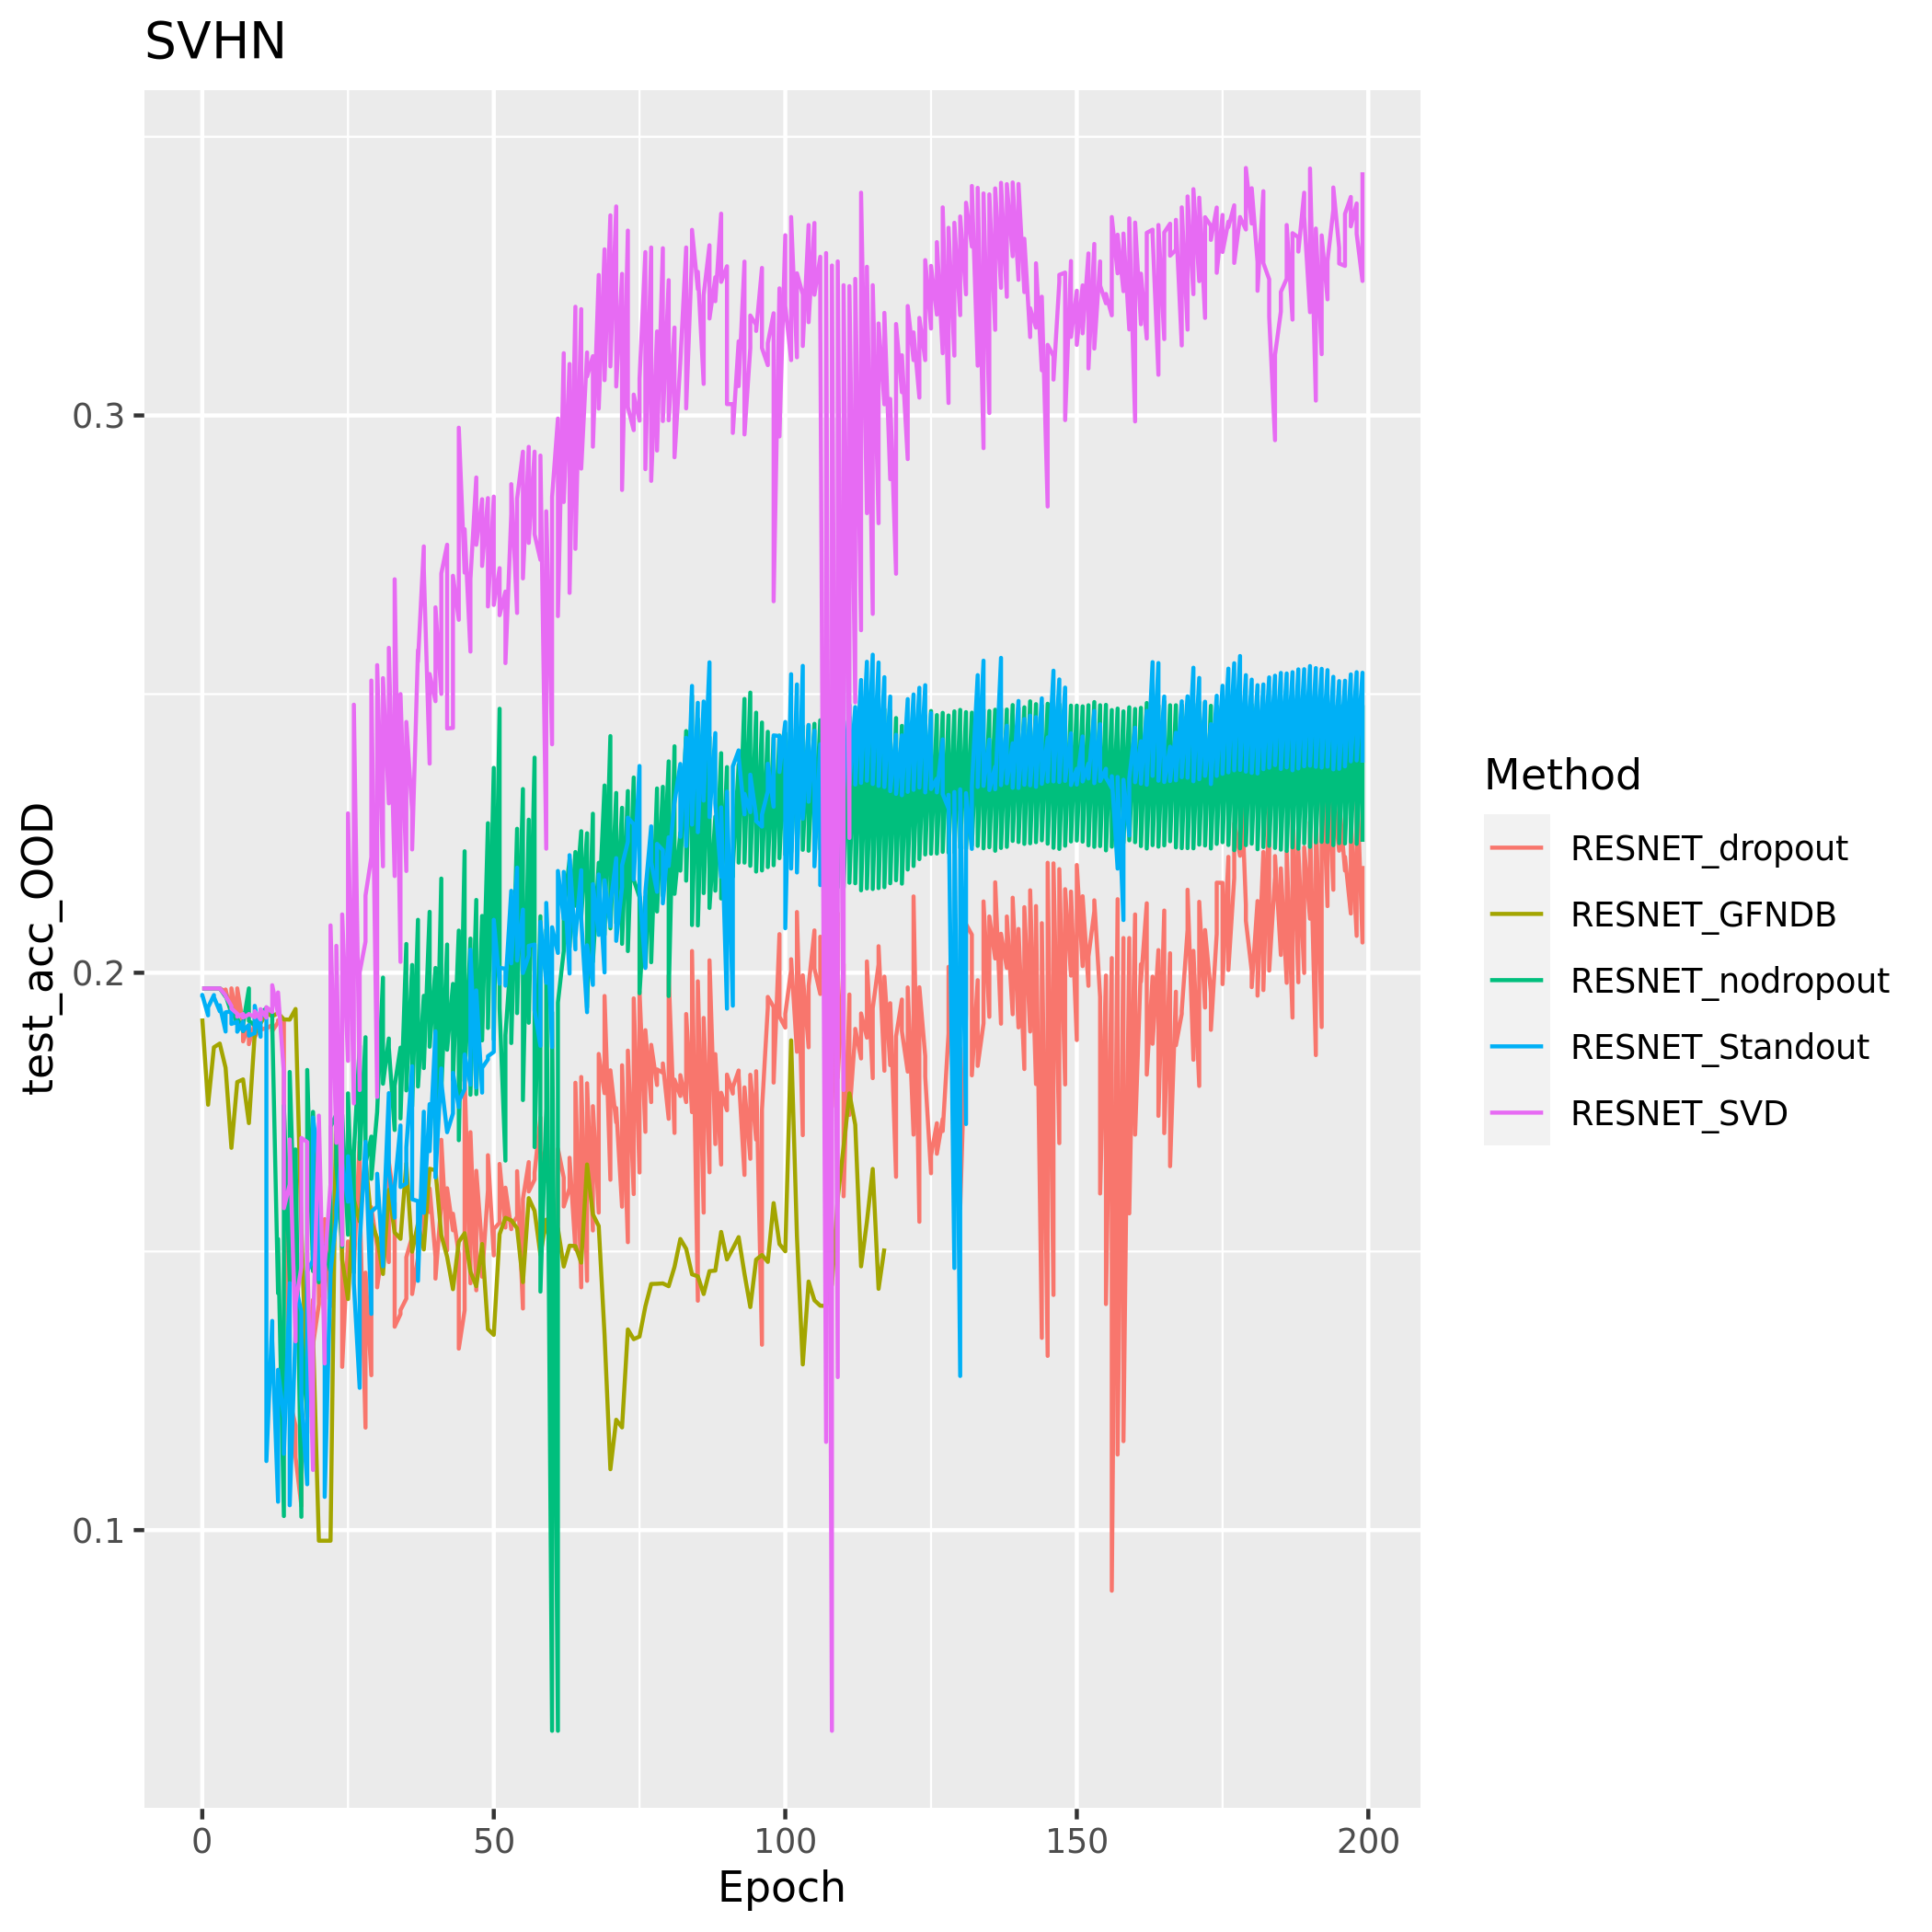 SVHN
test_acc_OOD
0.3
0.2
0.1
0 50 100 150 200
Epoch
Method
RESNET_dropout
RESNET_GFNDB
RESNET_nodropout
RESNET_Standout
RESNET_SVD